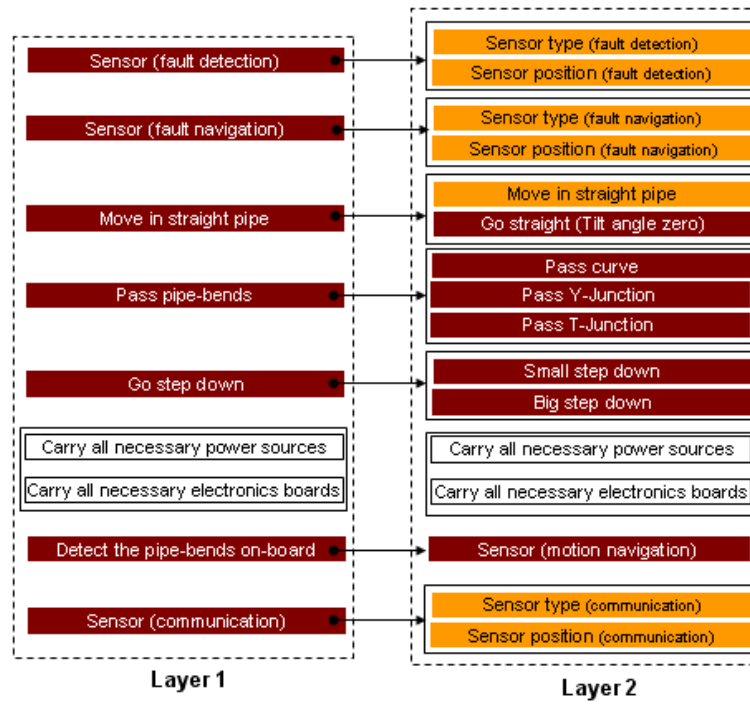 Sensor (fault detection)
Sensor (fault navigation)
Move in straight pipe
Pass pipe-bends
Go step down
Carry all necessary power sources
Carry all necessary electronics boards
Detect the pipe-bends on-board
Sensor (communication)
Layer 1
Sensor type (fault detection)
Sensor position (fault detection)
Sensor type (fault navigation)
Sensor position (fault navigation)
Move in straight pipe
Go straight (Tilt angle zero)
Pass curve
Pass Y-Junction
Pass T-Junction
Small step down
Big step down
Carry all necessary power sources
Carry all necessary electronics boards
Sensor (motion navigation)
Sensor type (communication)
Sensor position (communication)
Layer 2